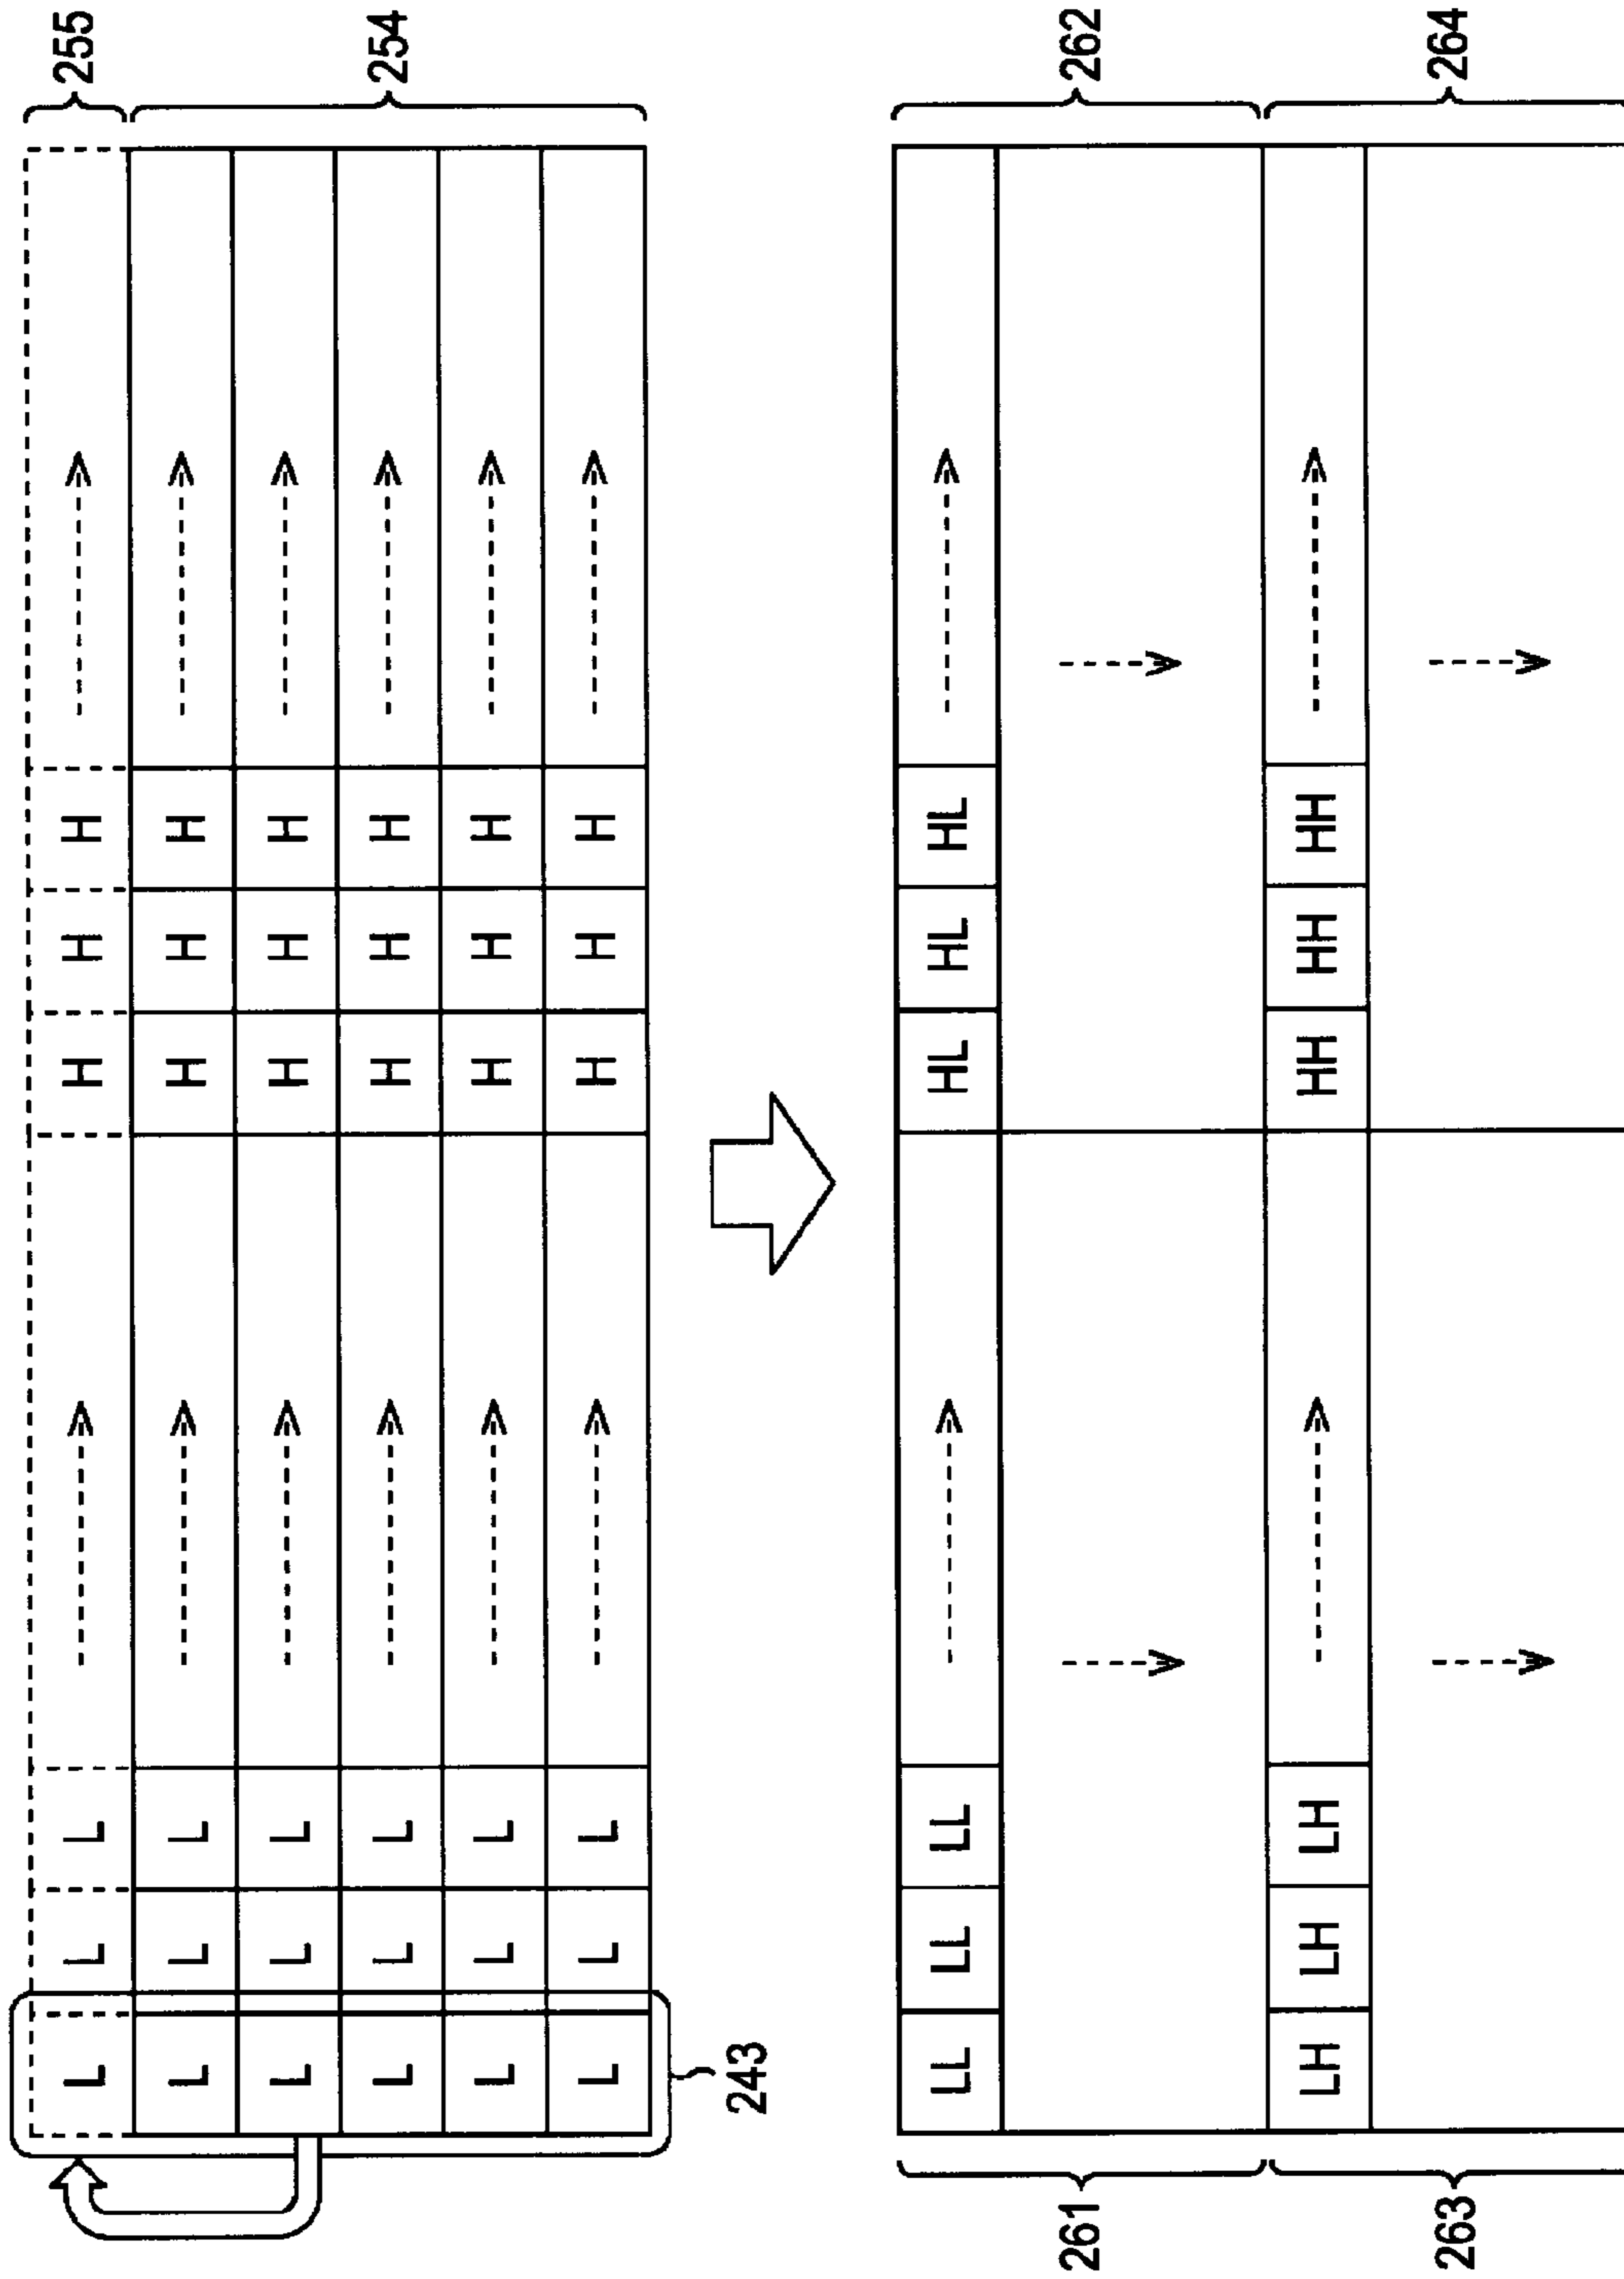 L L L H H H 255
L L L H H H
L L L H H H
L L L H H H 254
L L L H H H
L L L H H H
243
LL LL LL HL HL HL
261 262
LH LH LH HH HH HH
263 264